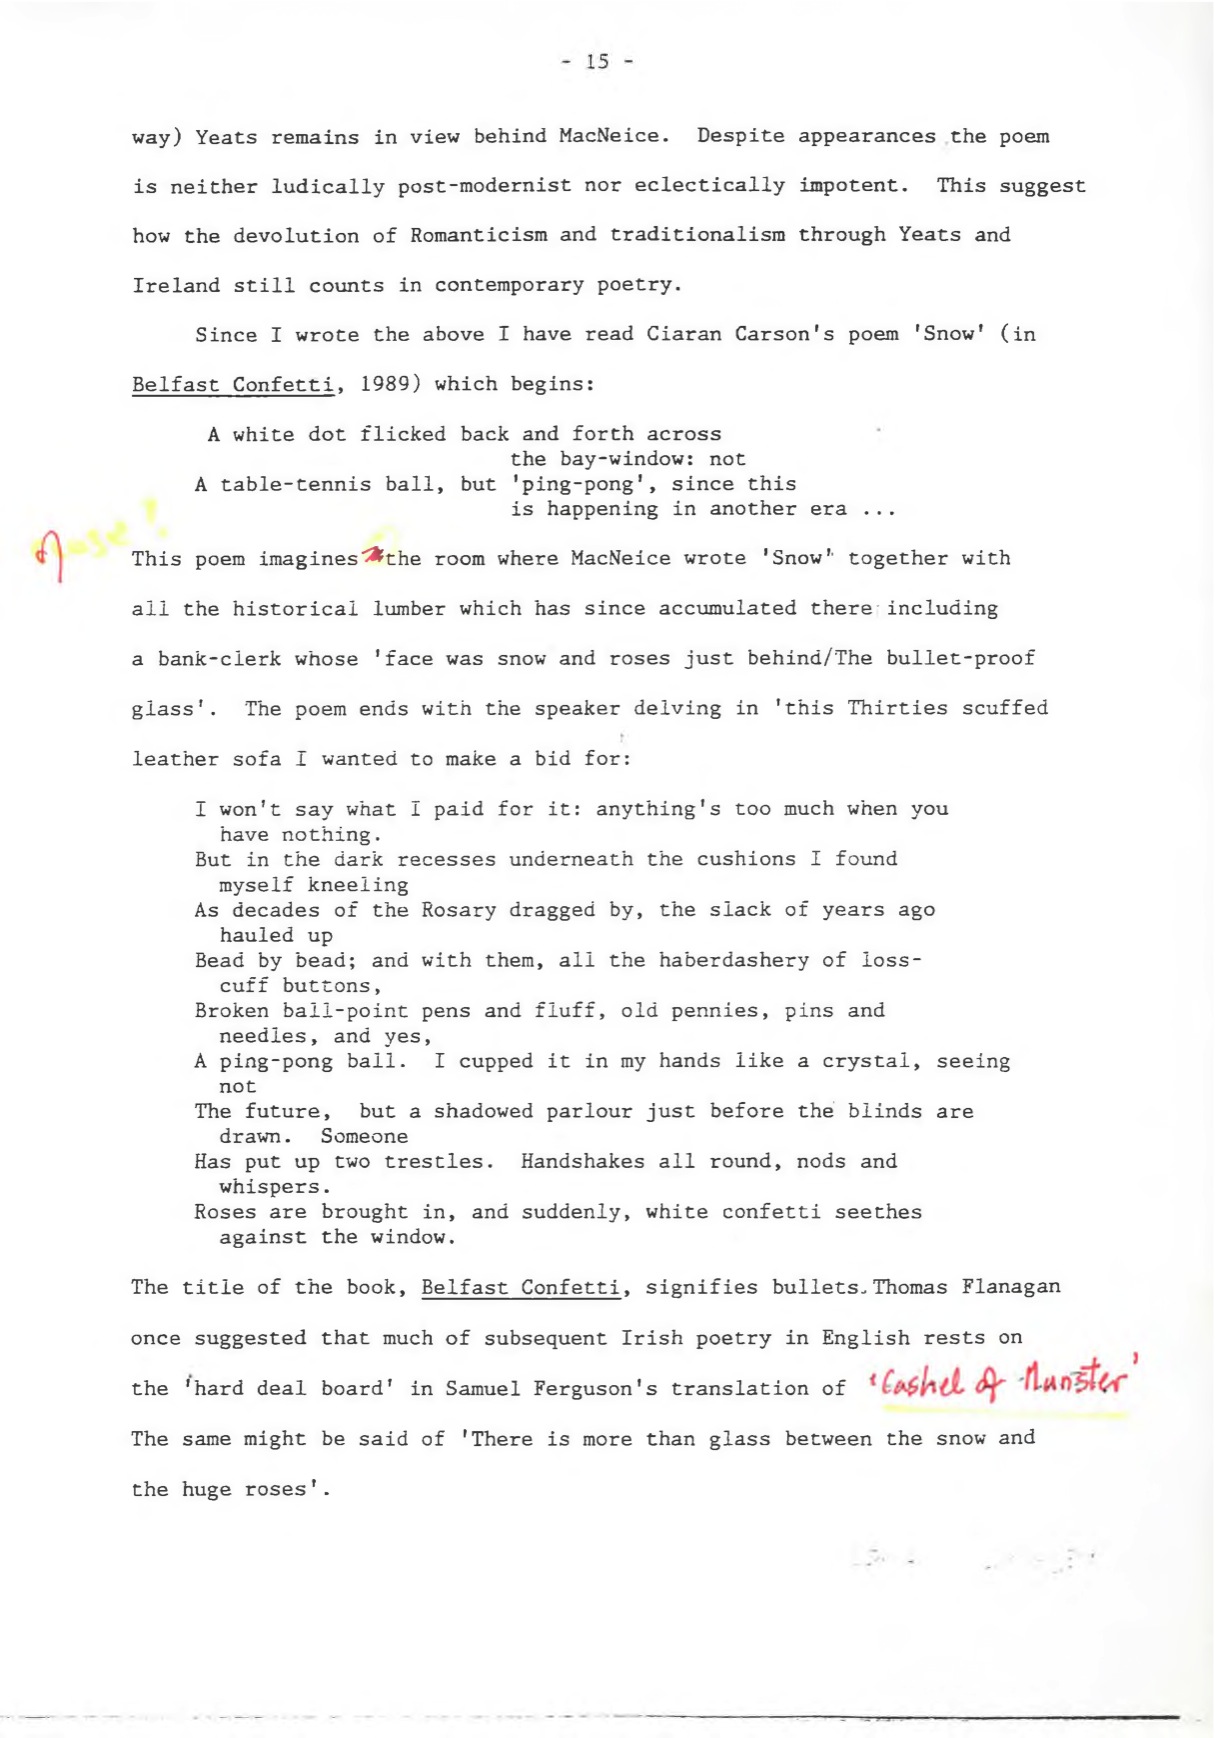 - 15 -
way) Yeats remains in view behind MacNeice. Despite appearances the poem
is neither ludically post-modernist nor eclectically impotent. This suggest
how the devolution of Romanticism and traditionalism through Yeats and
Ireland still counts in contemporary poetry.
Since I wrote the above I have read Ciaran Carson's poem 'Snow' (in
Belfast Confetti, 1989) which begins:
A white dot flicked back and forth across
the bay-window: not
A table-tennis ball, but 'ping-pong', since this
is happening in another era ...
This poem imagines the room where MacNeice wrote 'Snow' together with
all the historical lumber which has since accumulated there including
a bank-clerk whose 'face was snow and roses just behind/The bullet-proof
glass'. The poem ends with the speaker delving in 'this Thirties scuffed
leather sofa I wanted to make a bid for:
I won't say what I paid for it: anything's too much when you
have nothing.
But in the dark recesses underneath the cushions I found
myself kneeling
As decades of the Rosary dragged by, the slack of years ago
hauled up
Bead by bead; and with them, all the haberdashery of loss-
cuff buttons,
Broken ball-point pens and fluff, old pennies, pins and
needles, and yes,
A ping-pong ball. I cupped it in my hands like a crystal, seeing
not
The future, but a shadowed parlour just before the blinds are
drawn. Someone
Has put up two trestles. Handshakes all round, nods and
whispers.
Roses are brought in, and suddenly, white confetti seethes
against the window.
The title of the book, Belfast Confetti, signifies bullets. Thomas Flanagan
once suggested that much of subsequent Irish poetry in English rests on
the 'hard deal board' in Samuel Ferguson's translation of 'Cashel of Munster'
The same might be said of 'There is more than glass between the snow and
the huge roses'.